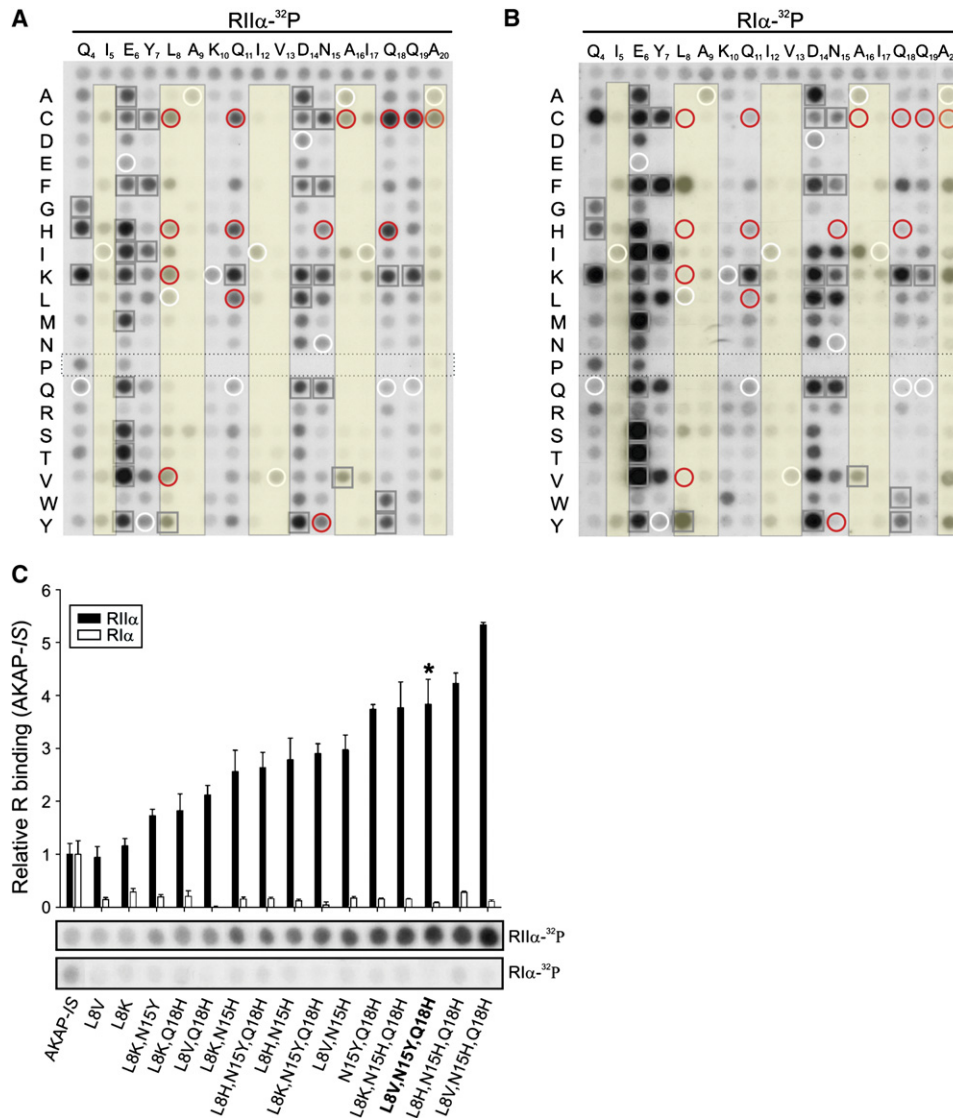 A
RIIα-³²P
Q₄ I₅ E₆ Y₇ L₈ A₉ K₁₀ Q₁₁ I₁₂ V₁₃ D₁₄ N₁₅ A₁₆ I₁₇ Q₁₈ Q₁₉ A₂₀
A
C
D
E
F
G
H
I
K
L
M
N
P
Q
R
S
T
V
W
Y
B
RIα-³²P
Q₄ I₅ E₆ Y₇ L₈ A₉ K₁₀ Q₁₁ I₁₂ V₁₃ D₁₄ N₁₅ A₁₆ I₁₇ Q₁₈ Q₁₉ A₂
A
C
D
E
F
G
H
I
K
L
M
N
P
Q
R
S
T
V
W
Y
C
Relative R binding (AKAP-IS)
6
5
4
3
2
1
0
RIIα
RIα
*
RIIα-³²P
RIα-³²P
AKAP-IS
L8V
L8K
L8K,N15Y
L8K,Q18H
L8V,Q18H
L8K,N15H
L8H,N15Y,Q18H
L8H,N15H
L8K,N15Y,Q18H
L8V,N15H
N15Y,Q18H
L8K,N15H,Q18H
L8V,N15Y,Q18H
L8H,N15H,Q18H
L8V,N15H,Q18H